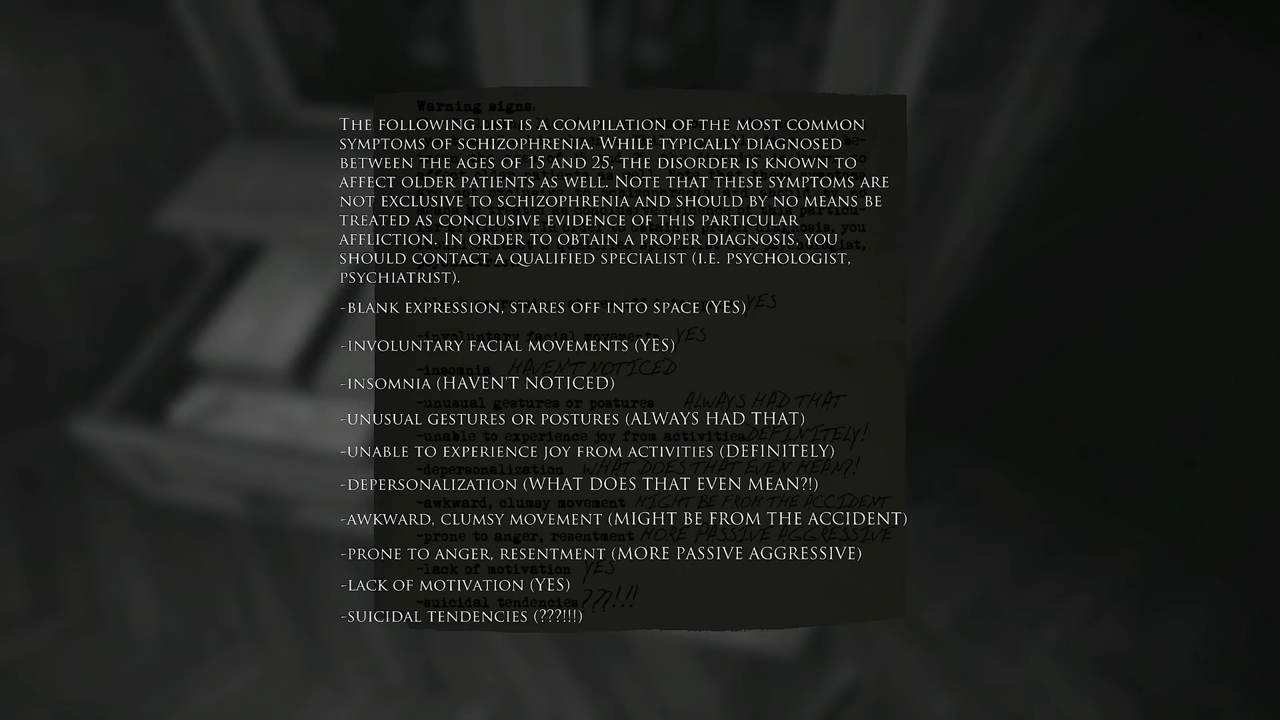 Warning signs.
The following list is a compilation of the most common
symptoms of schizophrenia. While typically diagnosed
between the ages of 15 and 25, the disorder is known to
affect older patients as well. Note that these symptoms are
not exclusive to schizophrenia and should by no means be
treated as conclusive evidence of this particular
affliction. In order to obtain a proper diagnosis, you
should contact a qualified specialist (i.e. psychologist,
psychiatrist).
-blank expression, stares off into space (YES)
-involuntary facial movements (YES)
-insomnia (HAVEN'T NOTICED)
-unusual gestures or postures (ALWAYS HAD THAT)
-unable to experience joy from activities (DEFINITELY)
-depersonalization (WHAT DOES THAT EVEN MEAN?!)
-awkward, clumsy movement (MIGHT BE FROM THE ACCIDENT)
-prone to anger, resentment (MORE PASSIVE AGGRESSIVE)
-lack of motivation (YES)
-suicidal tendencies (???!!!)